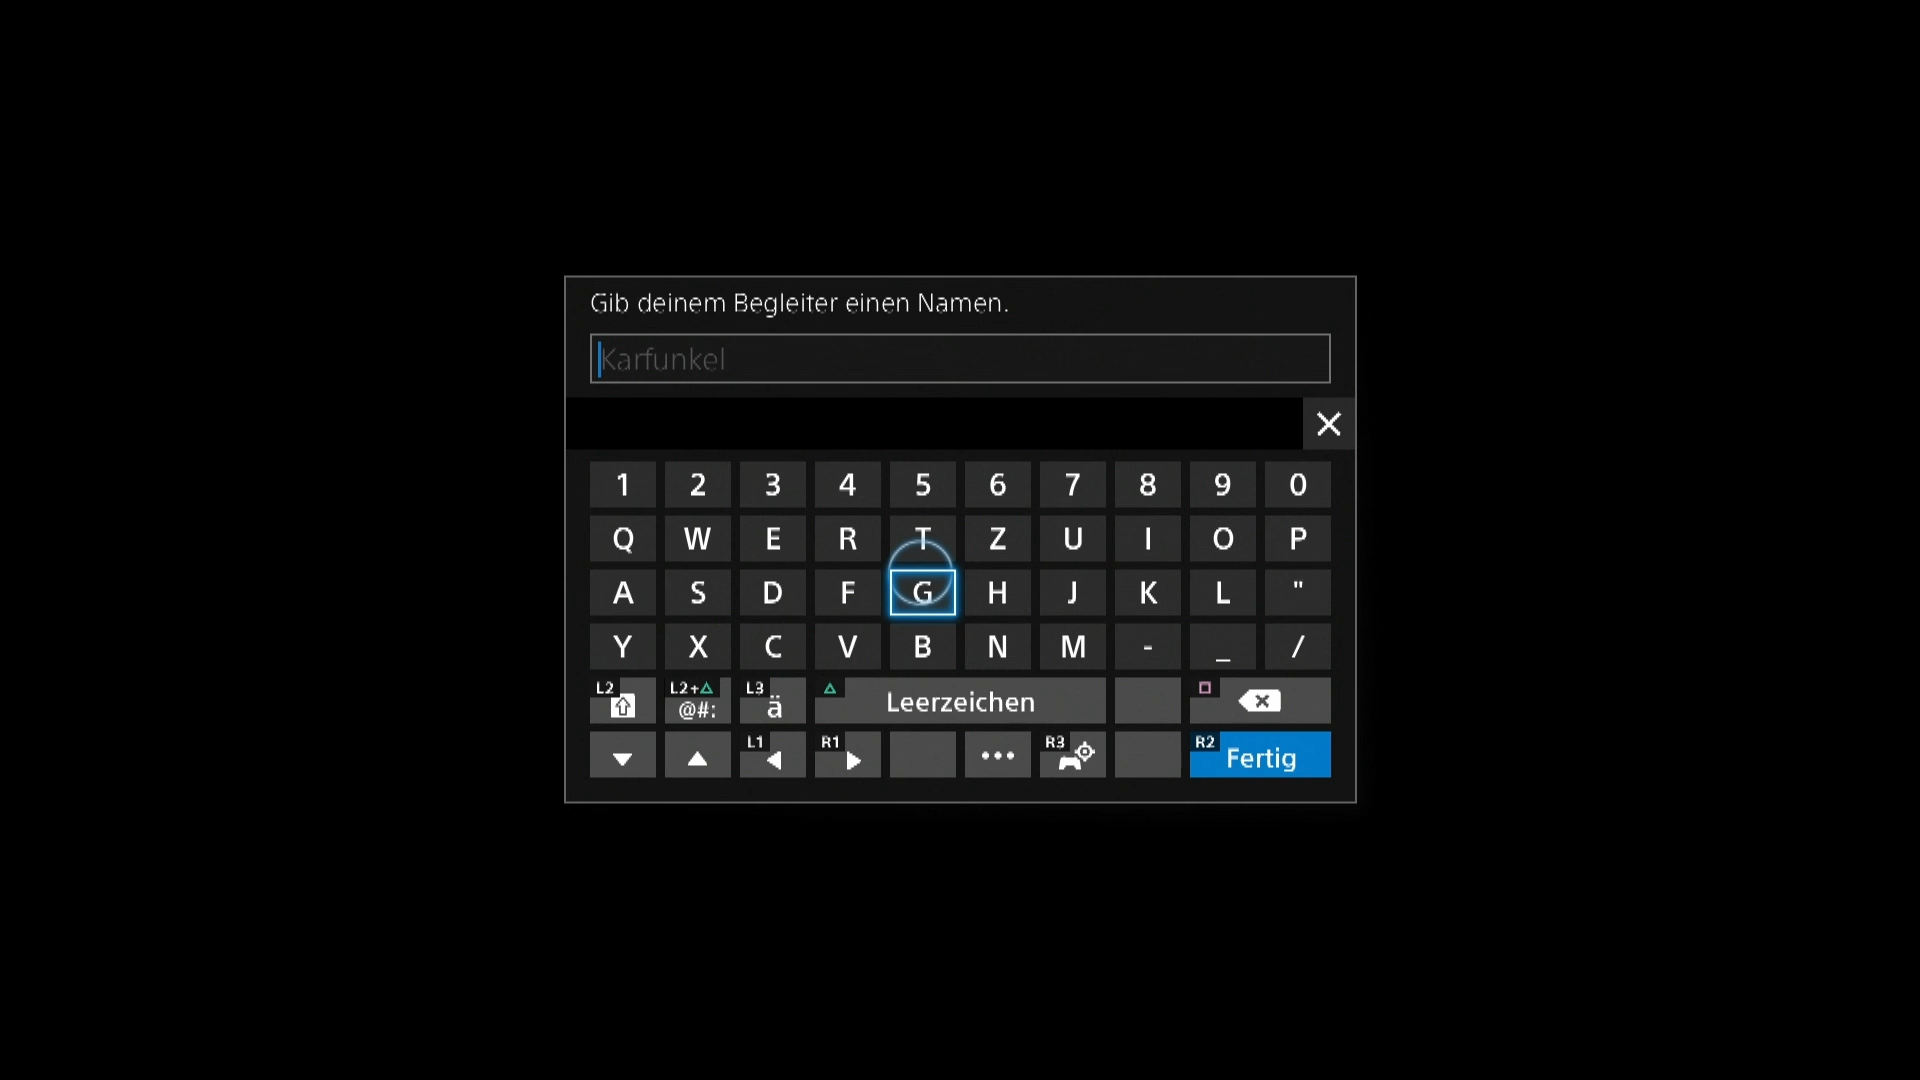 Gib deinem Begleiter einen Namen.
Karfunkel
1 2 3 4 5 6 7 8 9 0
Q W E R T Z U I O P
A S D F G H J K L "
Y X C V B N M - _ /
L2 L2+△ @#: L3 ä △ Leerzeichen □
L1 R1 ••• R3 R2 Fertig